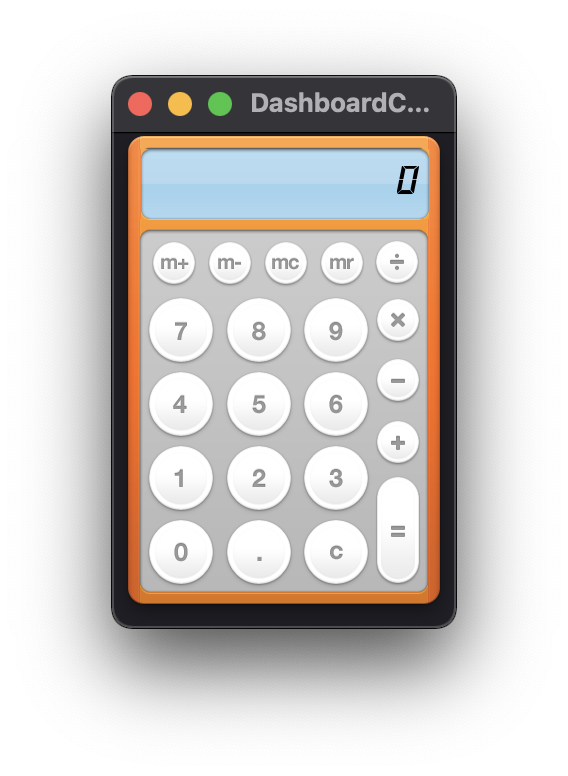 DashboardC...
0
m+ m- mc mr ÷
7 8 9 ×
4 5 6 −
1 2 3 +
0 . c =